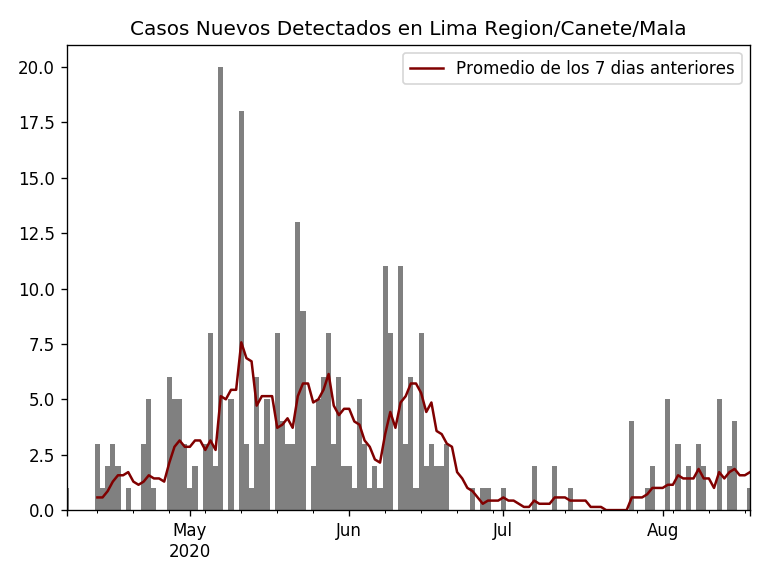 Casos Nuevos Detectados en Lima Region/Canete/Mala
Promedio de los 7 dias anteriores
20.0
17.5
15.0
12.5
10.0
7.5
5.0
2.5
0.0
May
2020
Jun
Jul
Aug